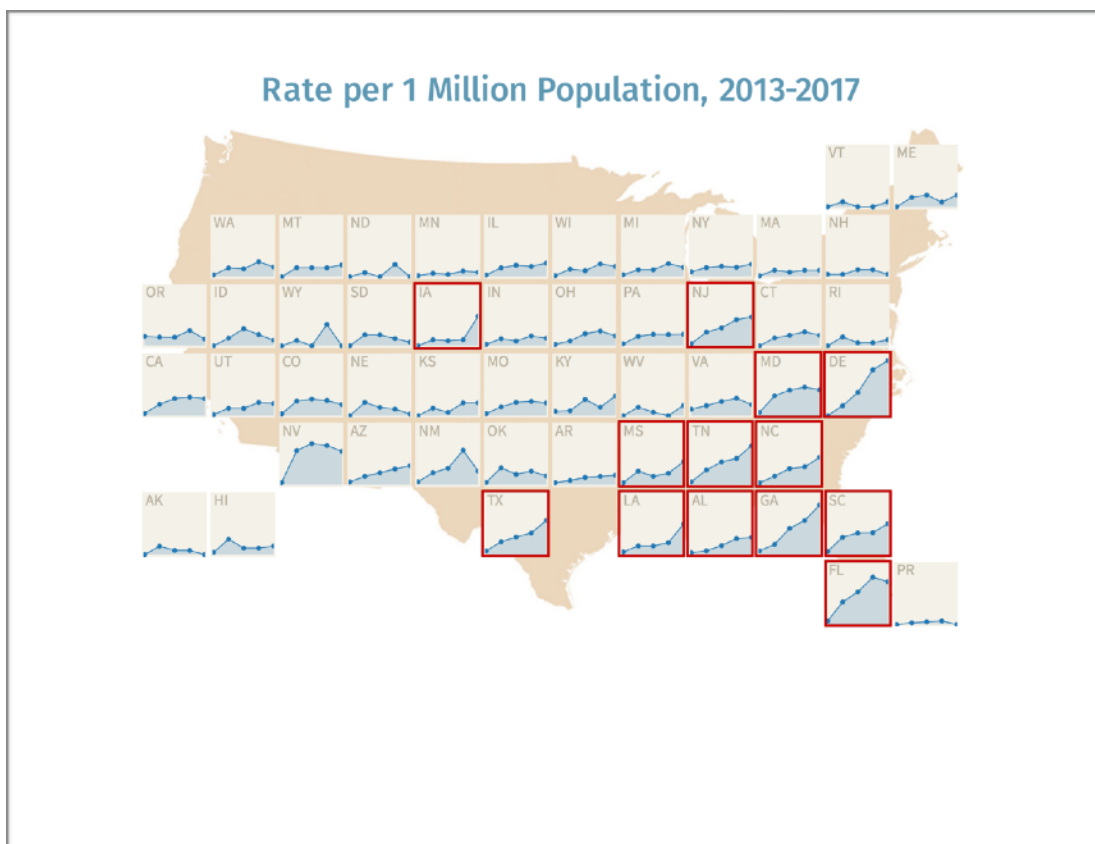 Rate per 1 Million Population, 2013-2017
VT ME
WA MT ND MN IL WI MI NY MA NH
OR ID WY SD IA IN OH PA NJ CT RI
CA UT CO NE KS MO KY WV VA MD DE
NV AZ NM OK AR MS TN NC
AK HI TX LA AL GA SC
FL PR